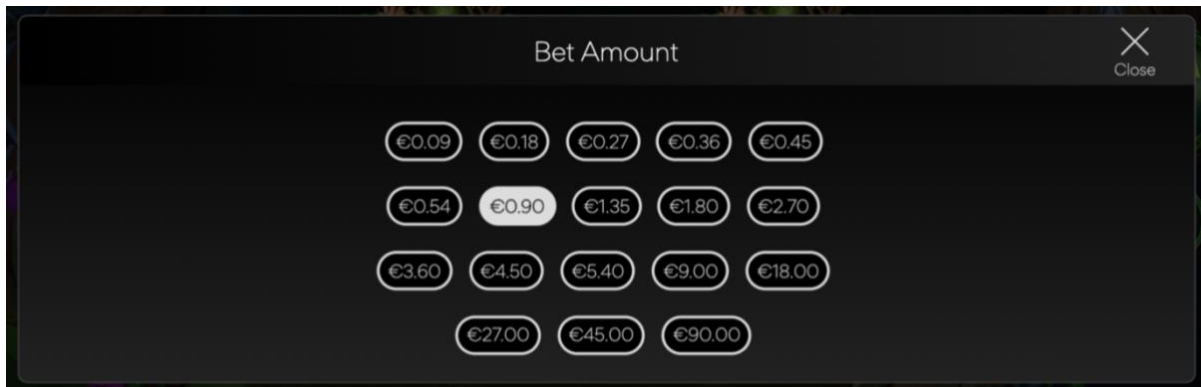 Bet Amount
Close
€0.09 €0.18 €0.27 €0.36 €0.45
€0.54 €0.90 €1.35 €1.80 €2.70
€3.60 €4.50 €5.40 €9.00 €18.00
€27.00 €45.00 €90.00